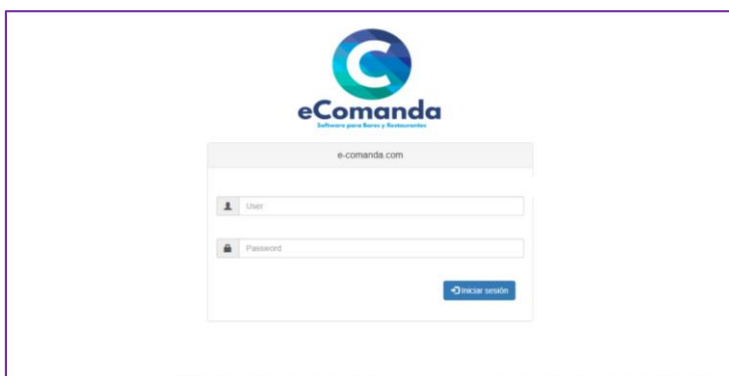 C
eComanda
Software para Bares y Restaurantes
e-comanda.com
User
Password
Iniciar sesión